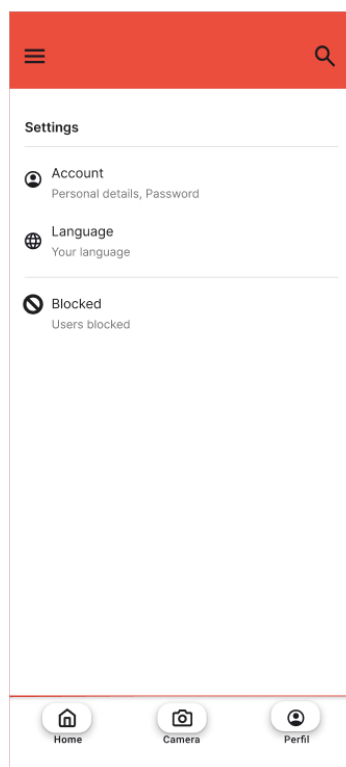 Settings
Account
Personal details, Password
Language
Your language
Blocked
Users blocked
Home
Camera
Perfil